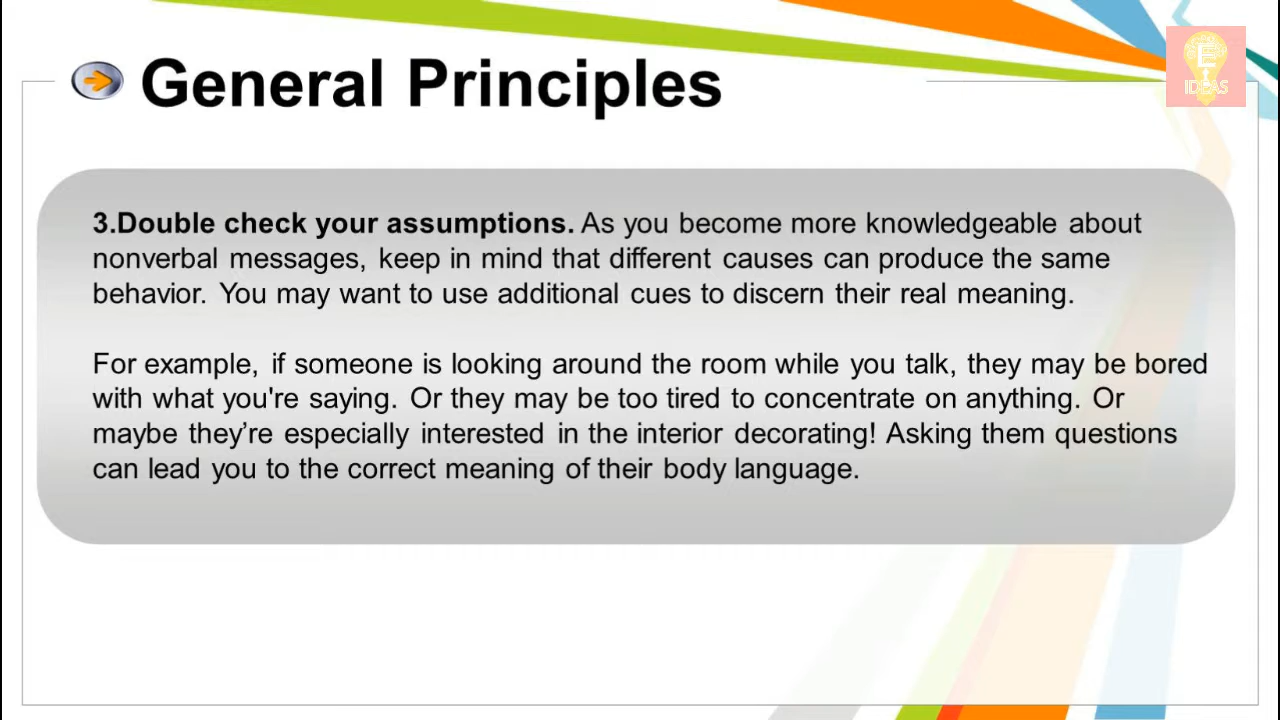 General Principles
E
IDEAS
3.Double check your assumptions. As you become more knowledgeable about
nonverbal messages, keep in mind that different causes can produce the same
behavior. You may want to use additional cues to discern their real meaning.
For example, if someone is looking around the room while you talk, they may be bored
with what you're saying. Or they may be too tired to concentrate on anything. Or
maybe they’re especially interested in the interior decorating! Asking them questions
can lead you to the correct meaning of their body language.